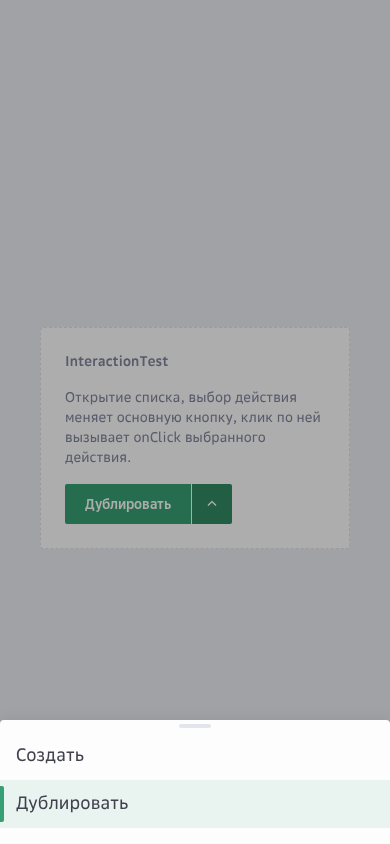 InteractionTest
Открытие списка, выбор действия
меняет основную кнопку, клик по ней
вызывает onClick выбранного
действия.
Дублировать
Создать
Дублировать